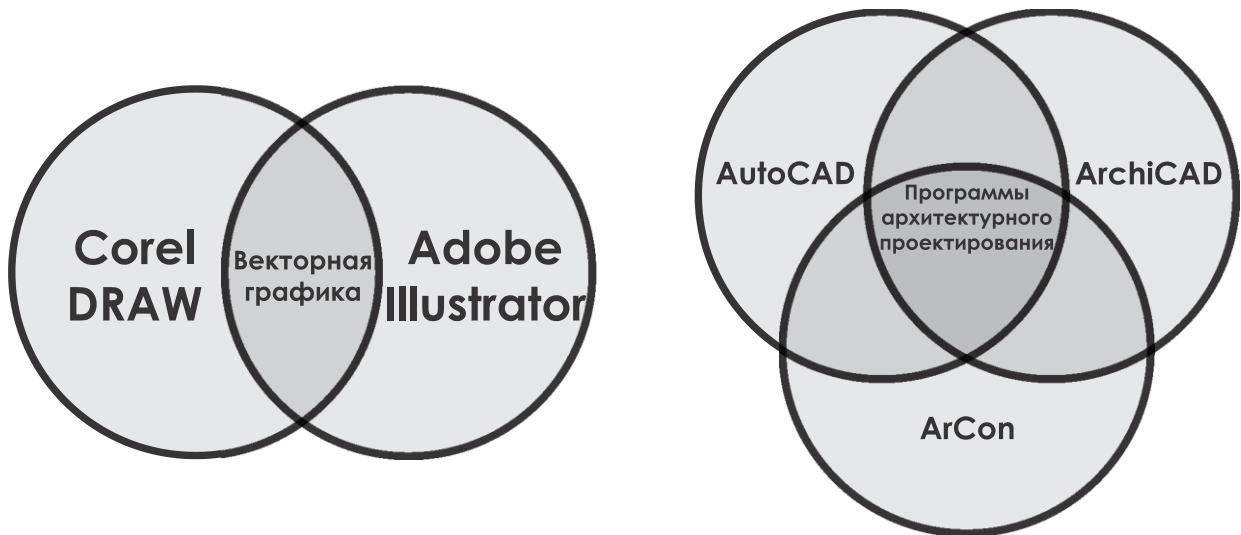 Corel
DRAW
Векторная
графика
Adobe
Illustrator
AutoCAD
Программы
архитектурного
проектирования
ArchiCAD
ArCon